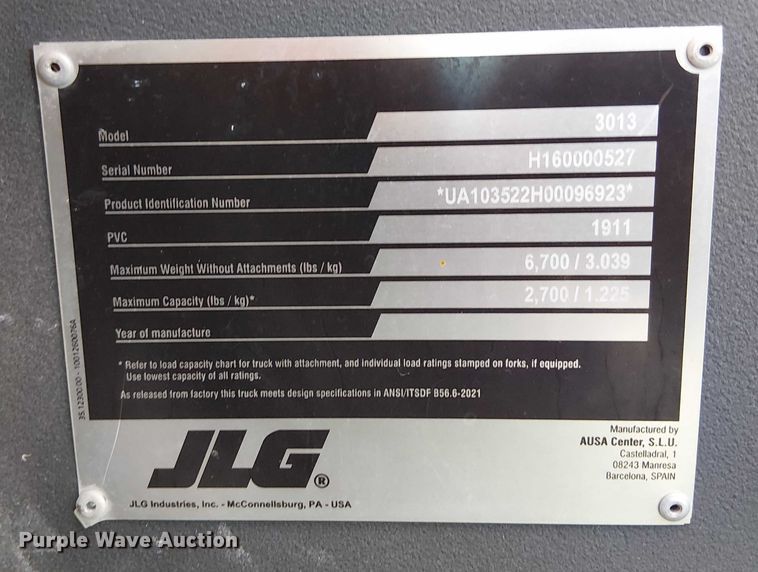 Model 3013
Serial Number H160000527
Product Identification Number *UA103522H00096923*
PVC 1911
Maximum Weight Without Attachments (lbs / kg) 6,700 / 3.039
Maximum Capacity (lbs / kg)* 2,700 / 1.225
Year of manufacture
* Refer to load capacity chart for truck with attachment, and individual load ratings stamped on forks, if equipped.
Use lowest capacity of all ratings.
As released from factory this truck meets design specifications in ANSI/ITSDF B56.6-2021
35.12300.00 - 1001260076A
JLG®
JLG Industries, Inc. - McConnellsburg, PA - USA
Manufactured by
AUSA Center, S.L.U.
Castelladral, 1
08243 Manresa
Barcelona, SPAIN
Purple Wave Auction